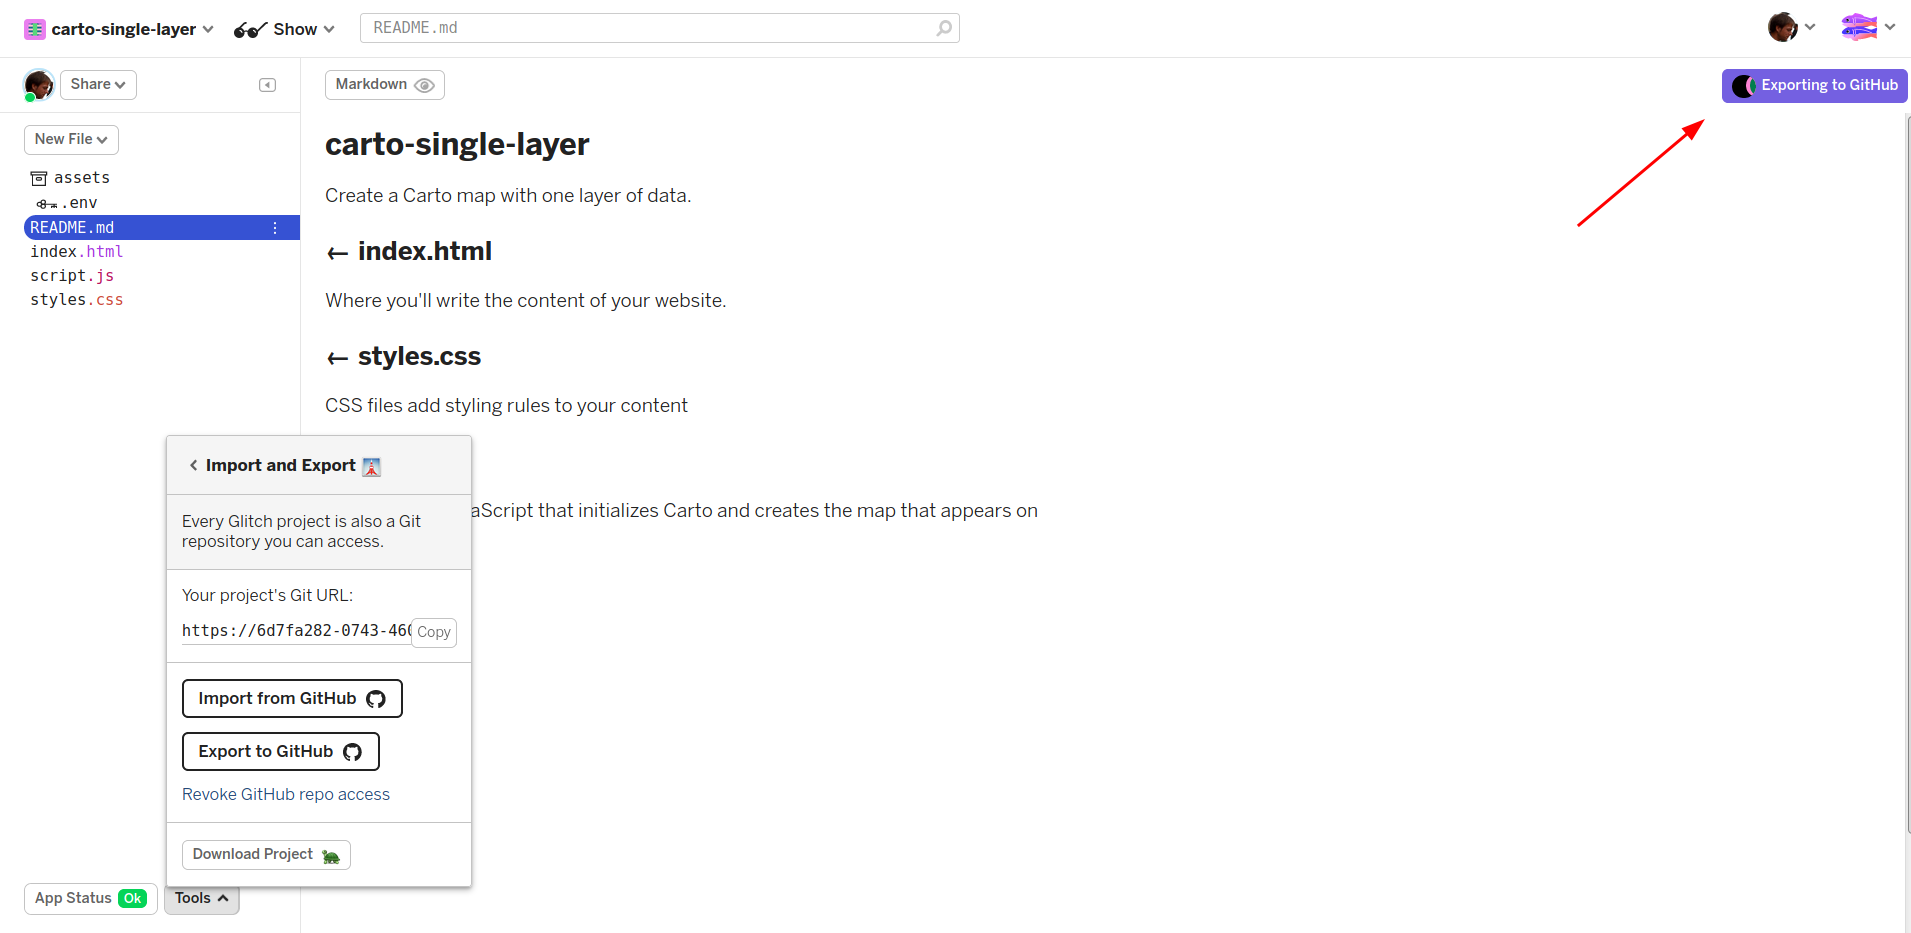 carto-single-layer
Show
README.md
Share
Markdown
Exporting to GitHub
New File
assets
.env
README.md
index.html
script.js
styles.css
carto-single-layer
Create a Carto map with one layer of data.
← index.html
Where you'll write the content of your website.
← styles.css
CSS files add styling rules to your content
aScript that initializes Carto and creates the map that appears on
Import and Export
Every Glitch project is also a Git
repository you can access.
Your project's Git URL:
https://6d7fa282-0743-460
Copy
Import from GitHub
Export to GitHub
Revoke GitHub repo access
Download Project
App Status Ok
Tools